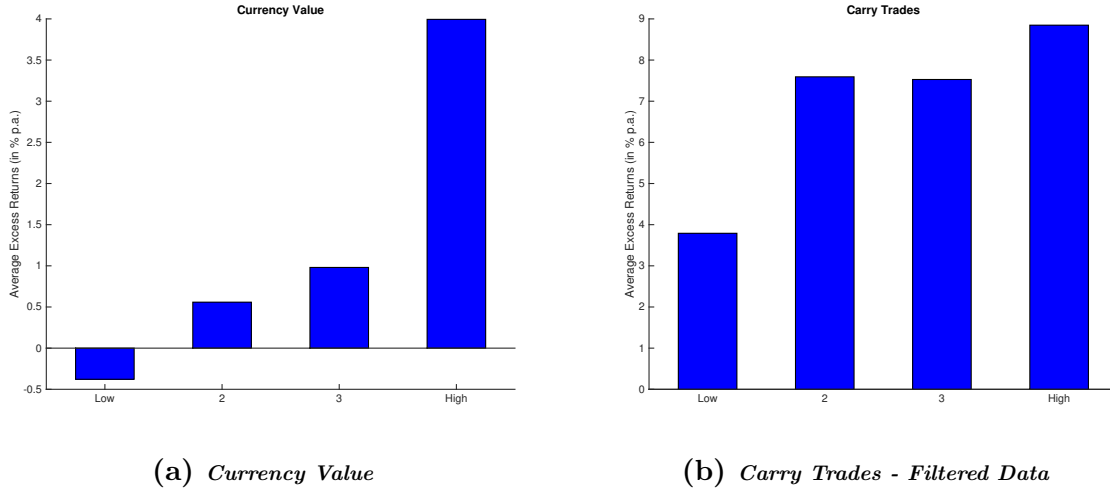 Currency Value
4
3.5
3
2.5
2
1.5
1
0.5
0
-0.5
Average Excess Returns (in % p.a.)
Low 2 3 High
(a) Currency Value
Carry Trades
9
8
7
6
5
4
3
2
1
0
Average Excess Returns (in % p.a.)
Low 2 3 High
(b) Carry Trades - Filtered Data